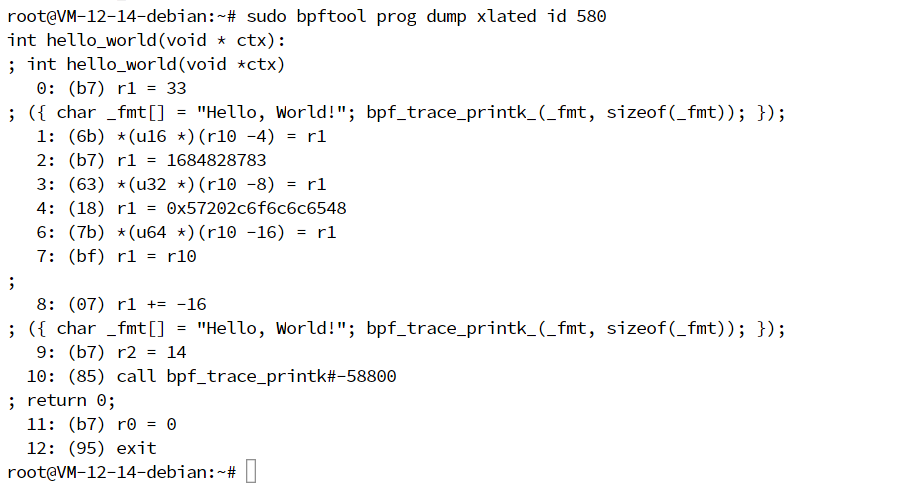 root@VM-12-14-debian:~# sudo bpftool prog dump xlated id 580
int hello_world(void * ctx):
; int hello_world(void *ctx)
   0: (b7) r1 = 33
; ({ char _fmt[] = "Hello, World!"; bpf_trace_printk_(_fmt, sizeof(_fmt)); });
   1: (6b) *(u16 *)(r10 -4) = r1
   2: (b7) r1 = 1684828783
   3: (63) *(u32 *)(r10 -8) = r1
   4: (18) r1 = 0x57202c6f6c6c6548
   6: (7b) *(u64 *)(r10 -16) = r1
   7: (bf) r1 = r10
;
   8: (07) r1 += -16
; ({ char _fmt[] = "Hello, World!"; bpf_trace_printk_(_fmt, sizeof(_fmt)); });
   9: (b7) r2 = 14
  10: (85) call bpf_trace_printk#-58800
; return 0;
  11: (b7) r0 = 0
  12: (95) exit
root@VM-12-14-debian:~#